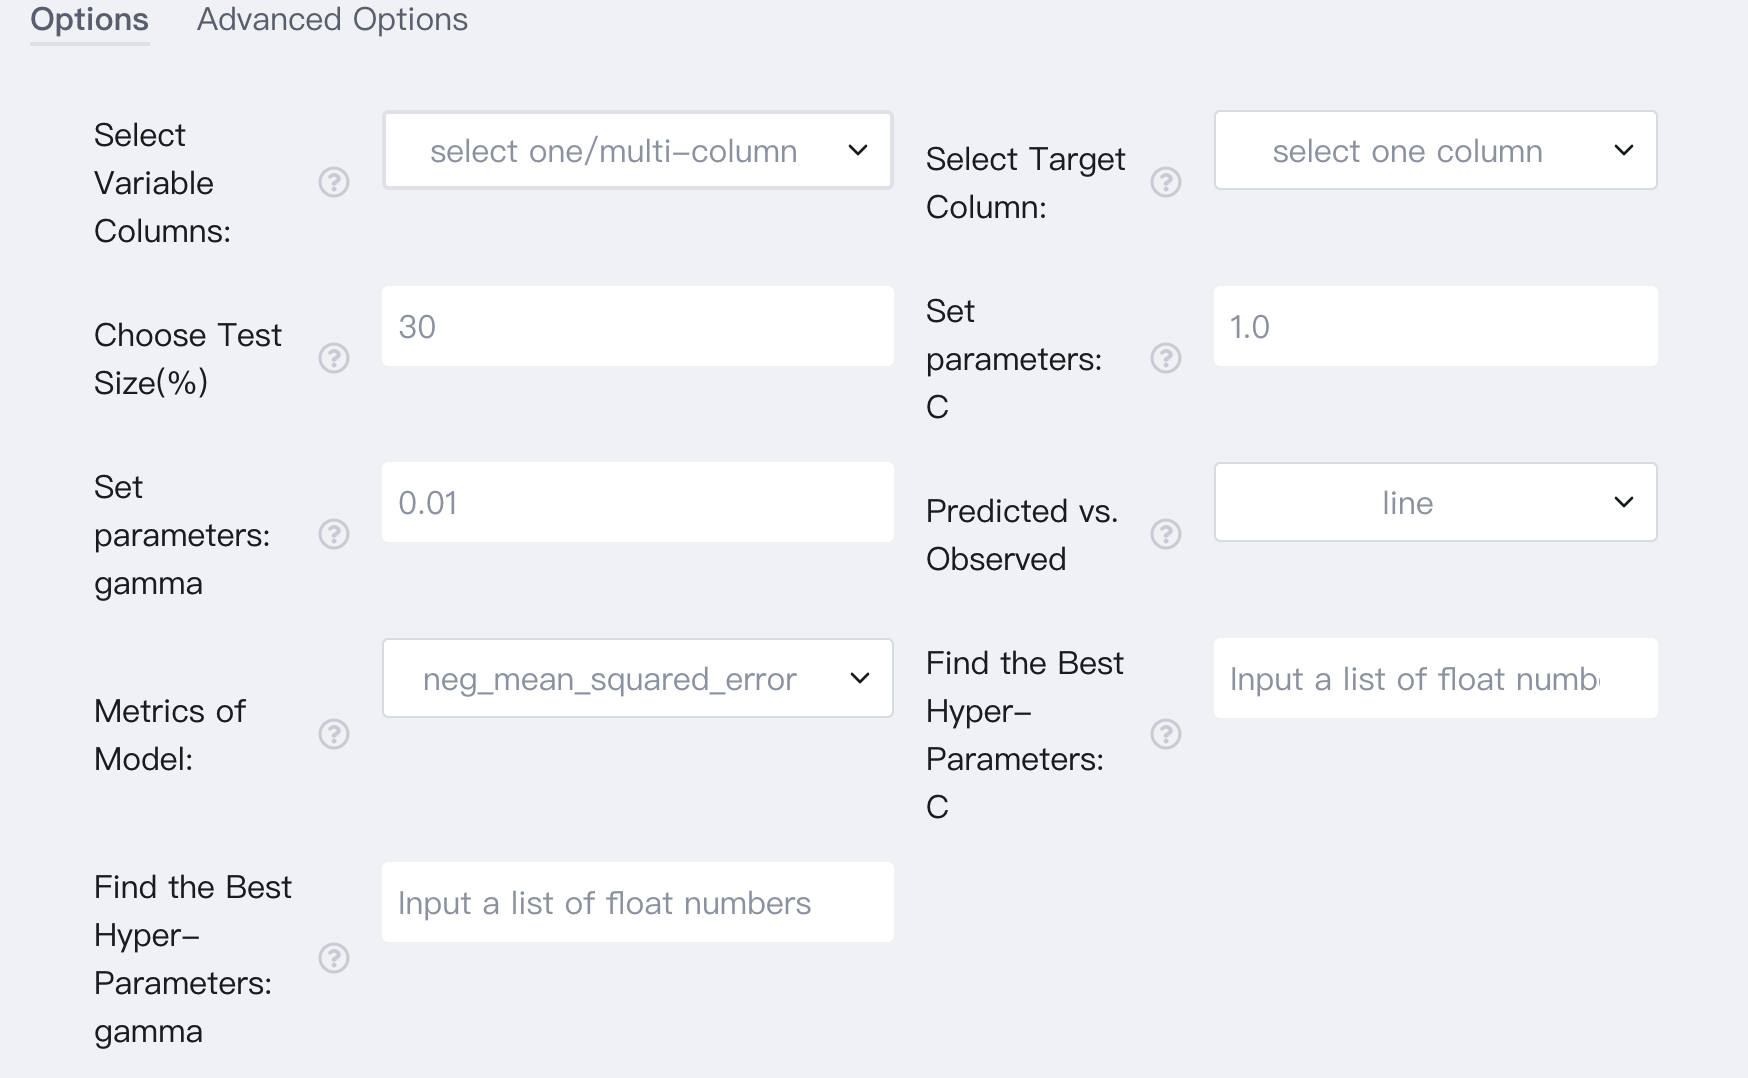 Options
Advanced Options
Select
Variable
Columns:
?
select one/multi-column
Select Target
Column:
?
select one column
Choose Test
Size(%)
?
30
Set
parameters:
C
?
1.0
Set
parameters:
gamma
?
0.01
Predicted vs.
Observed
?
line
Metrics of
Model:
?
neg_mean_squared_error
Find the Best
Hyper-
Parameters:
C
?
Input a list of float numb
Find the Best
Hyper-
Parameters:
gamma
?
Input a list of float numbers